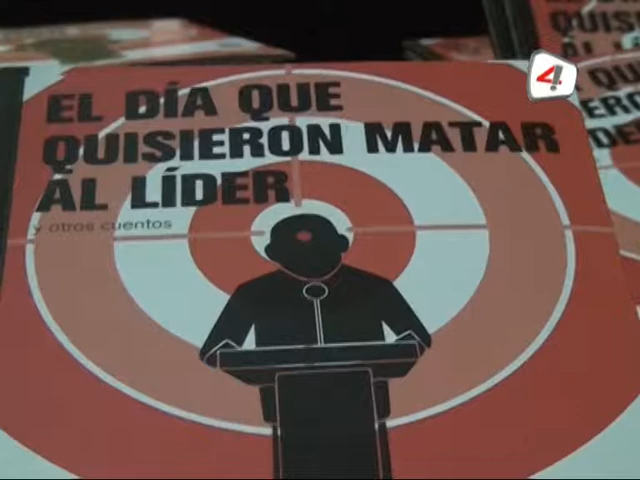 EL DÍA QUE
QUISIERON MATAR
AL LÍDER
y otros cuentos
4